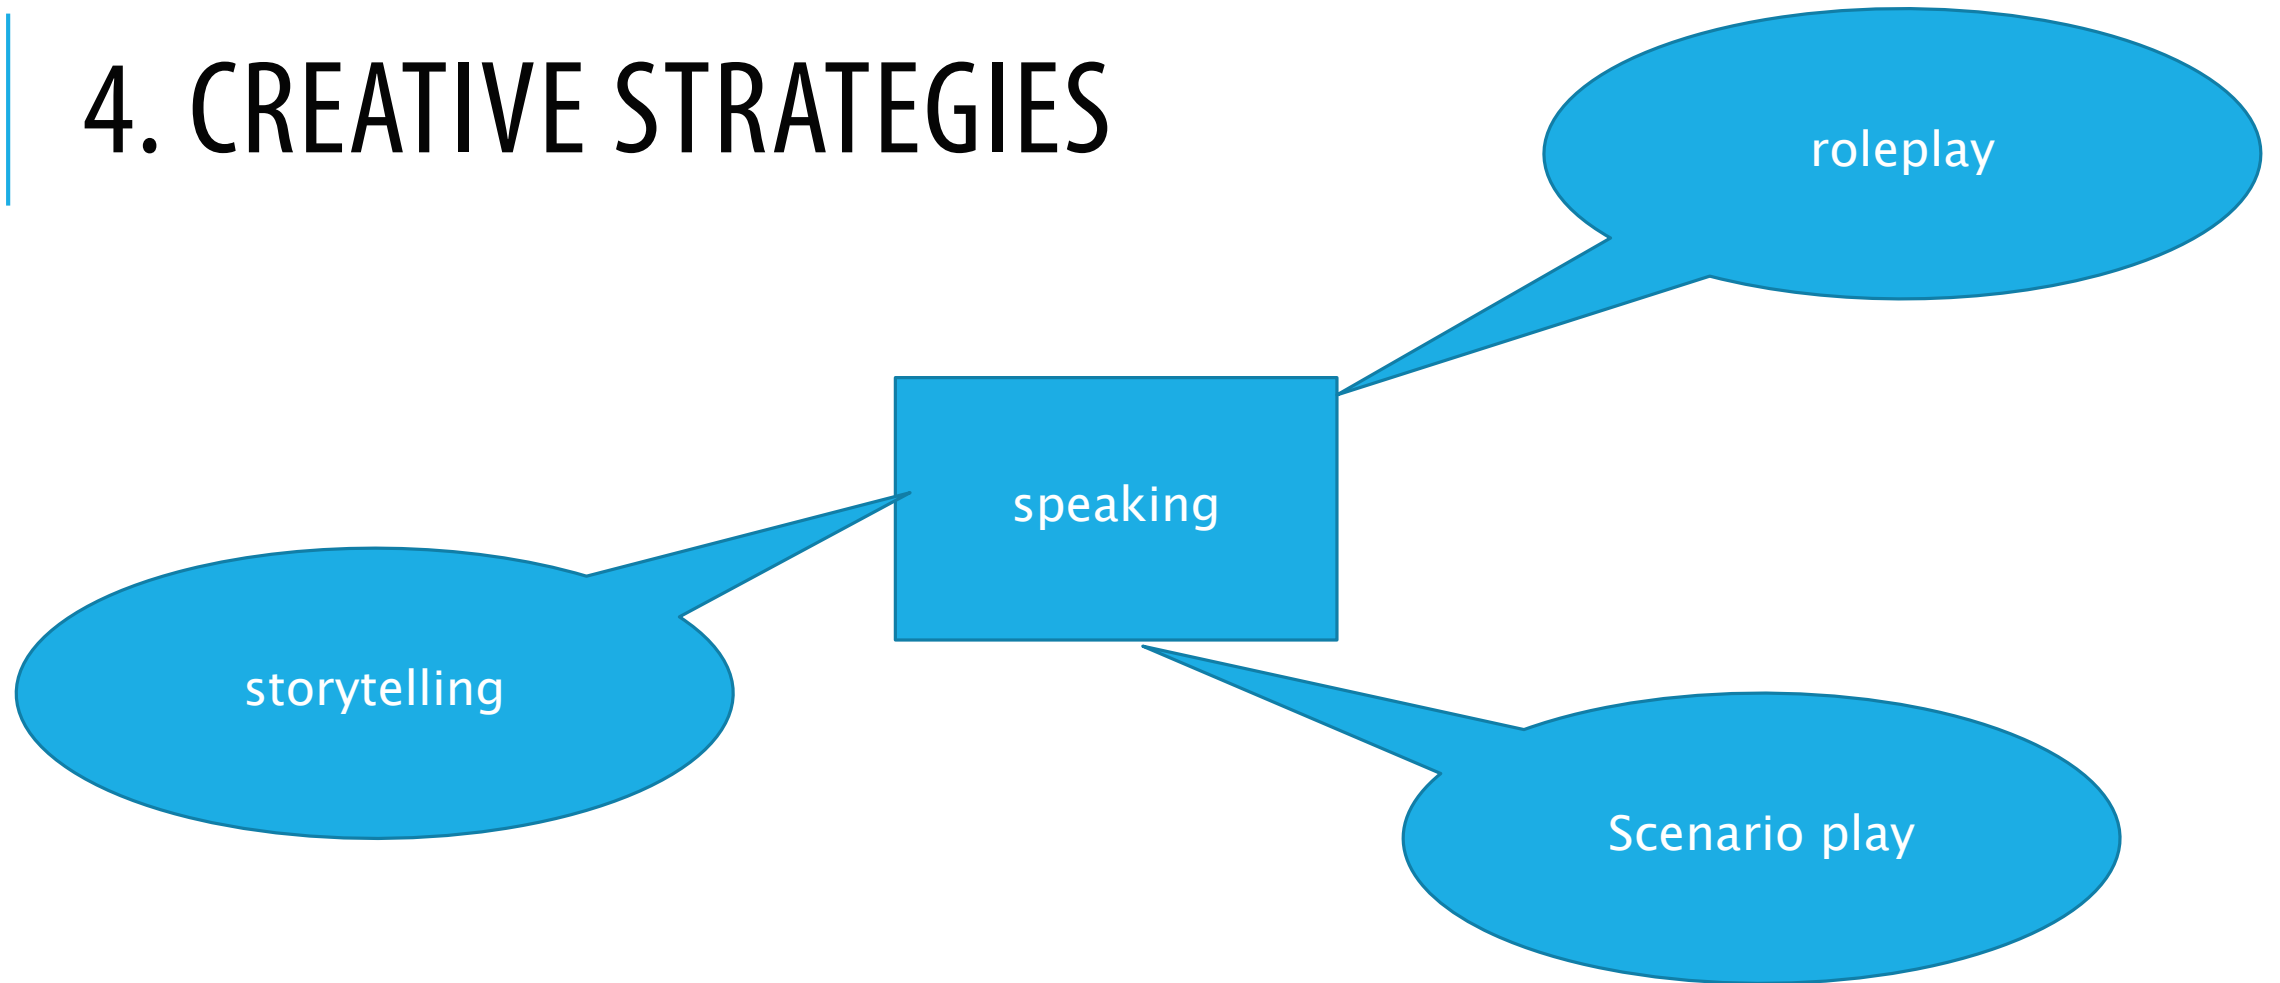 4. CREATIVE STRATEGIES
roleplay
speaking
storytelling
Scenario play